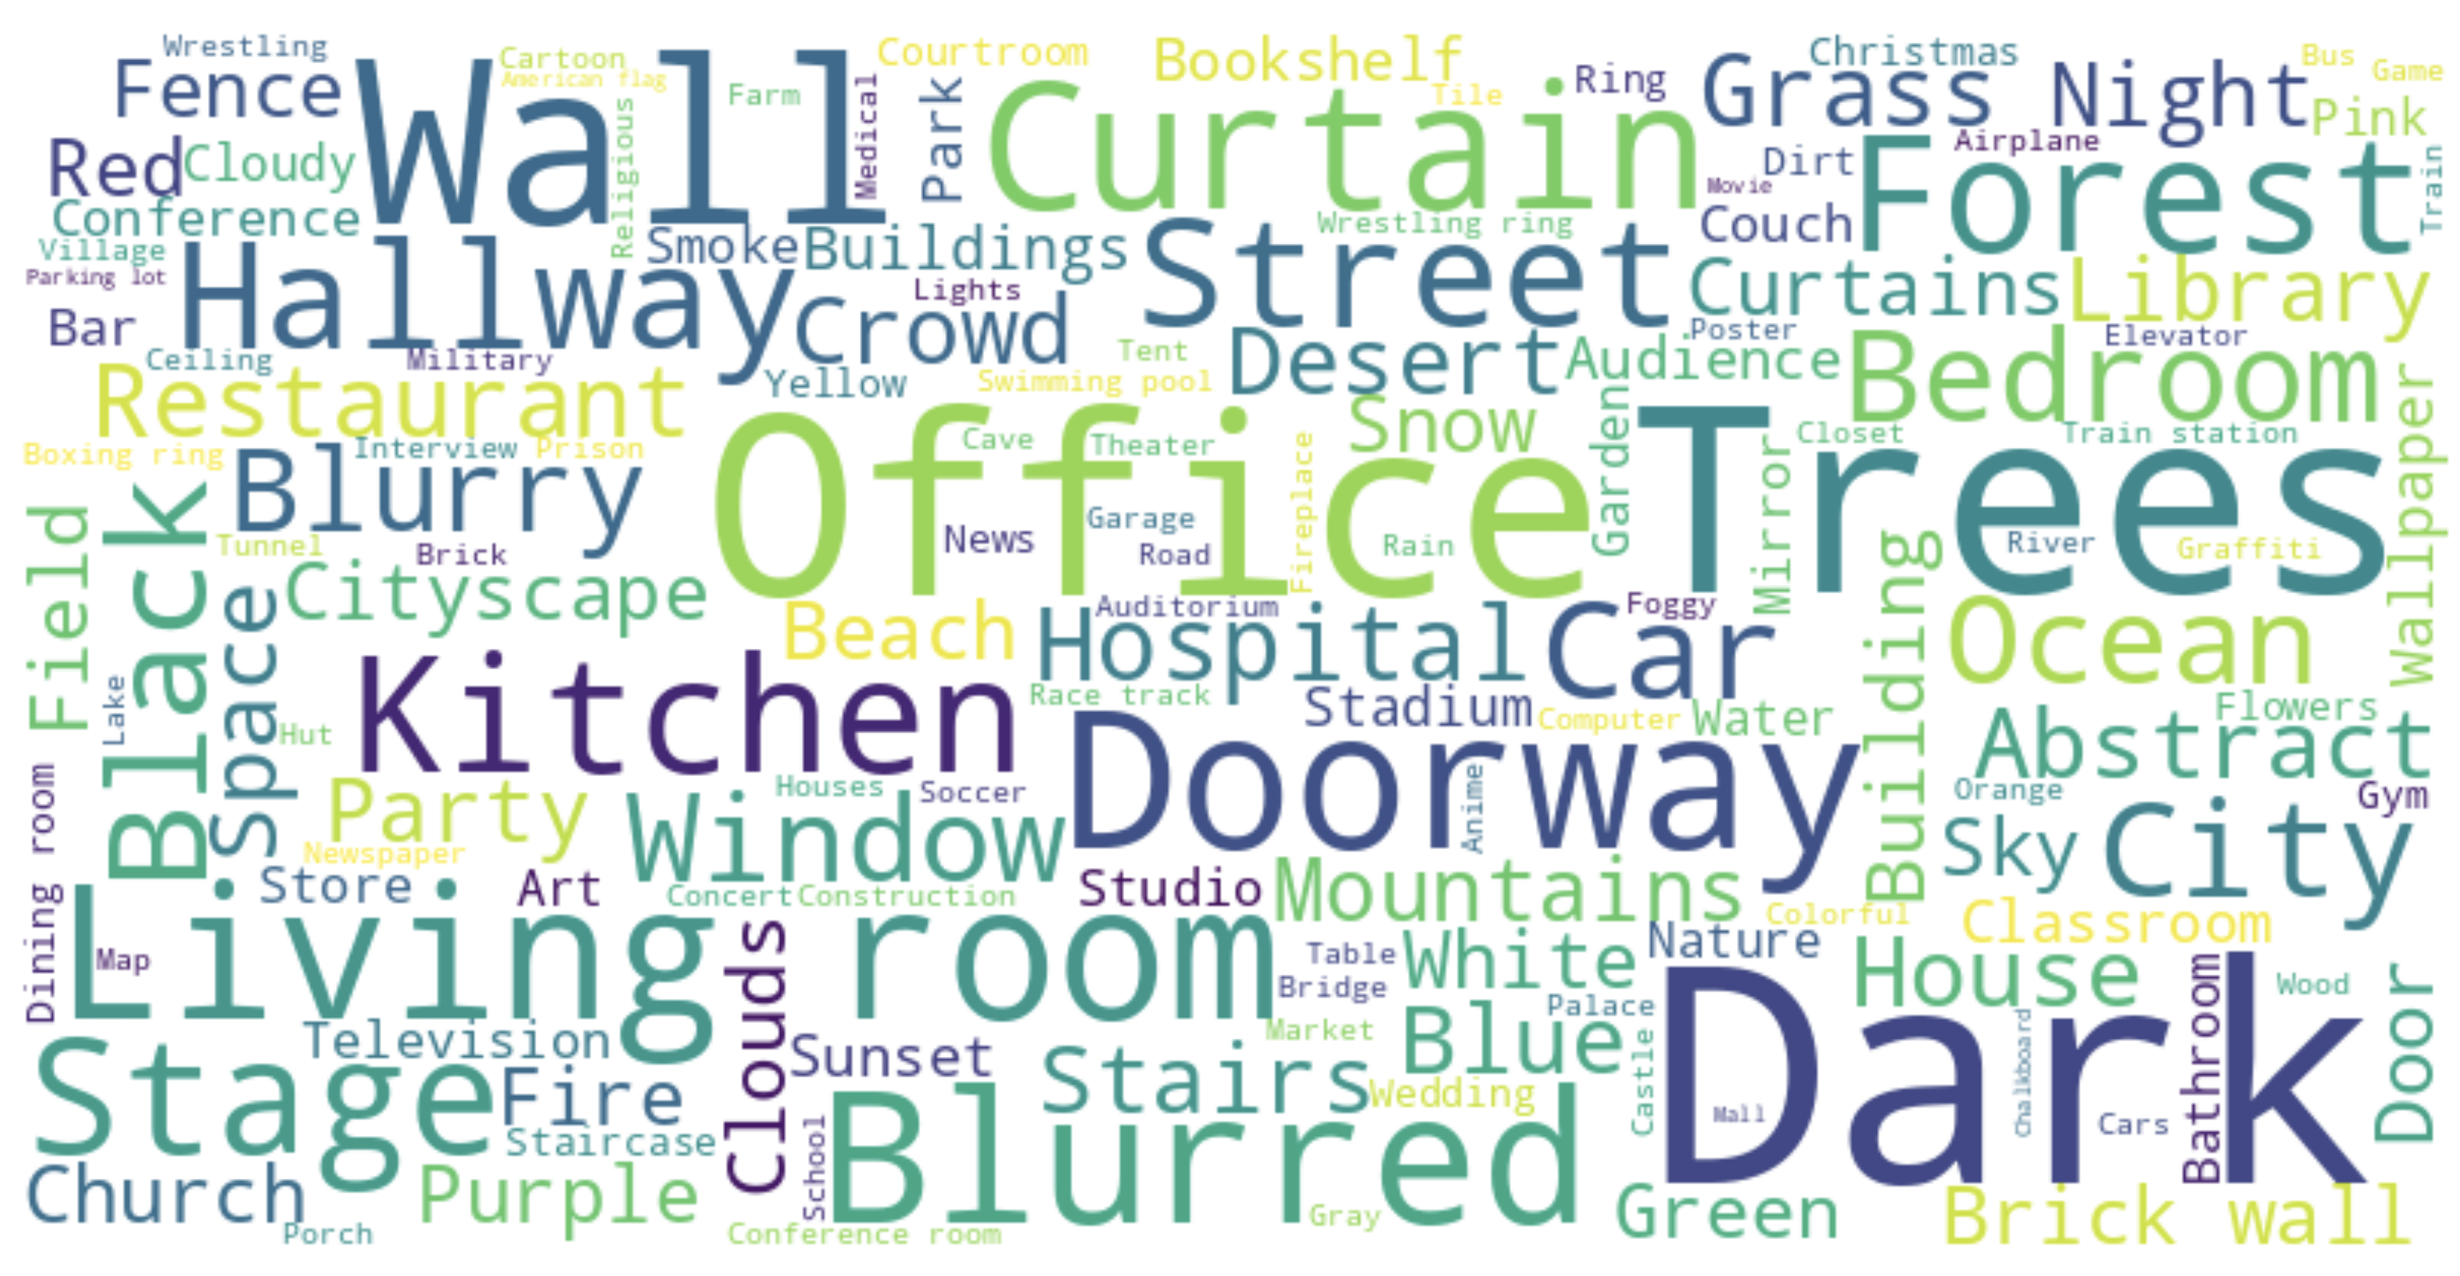 Wrestling
Fence
Wall
Cartoon
American flag
Religious
Farm
Medical
Courtroom
Park
Bookshelf
Tile
Curtain
Ring
Grass
Christmas
Night
Bus
Game
Pink
Red
Cloudy
Conference
Village
Parking lot
Hallway
Smoke
Buildings
Wrestling ring
Street
Movie
Dirt
Couch
Airplane
Forest
Train
Curtains
Library
Bar
Lights
Crowd
Ceiling
Military
Restaurant
Yellow
Tent
Swimming pool
Desert
Audience
Poster
Elevator
Bedroom
Boxing ring
Interview
Prison
Blurry
Office
Cave
Theater
Fireplace
Snow
Garden
Trees
Mirror
Closet
Train station
Wallpaper
Field
Black
Tunnel
Brick
News
Garage
Road
Rain
River
Graffiti
Cityscape
Space
Beach
Auditorium
Hospital
Car
Foggy
Building
Ocean
Lake
Hut
Kitchen
Race track
Stadium
Computer
Water
Doorway
Flowers
Abstract
Dining room
Party
Newspaper
Window
Houses
Soccer
Anime
Orange
Gym
Sky
City
Store
Art
Concert
Construction
Studio
Mountains
Colorful
Classroom
Living room
Map
Clouds
Table
Bridge
White
Nature
House
Wood
Door
Television
Stage
Fire
Staircase
Sunset
Market
Stairs
Blue
Palace
Castle
Wedding
Dark
Mall
Chalkboard
Cars
Bathroom
Church
Porch
Purple
School
Blurred
Conference room
Gray
Green
Brick wall